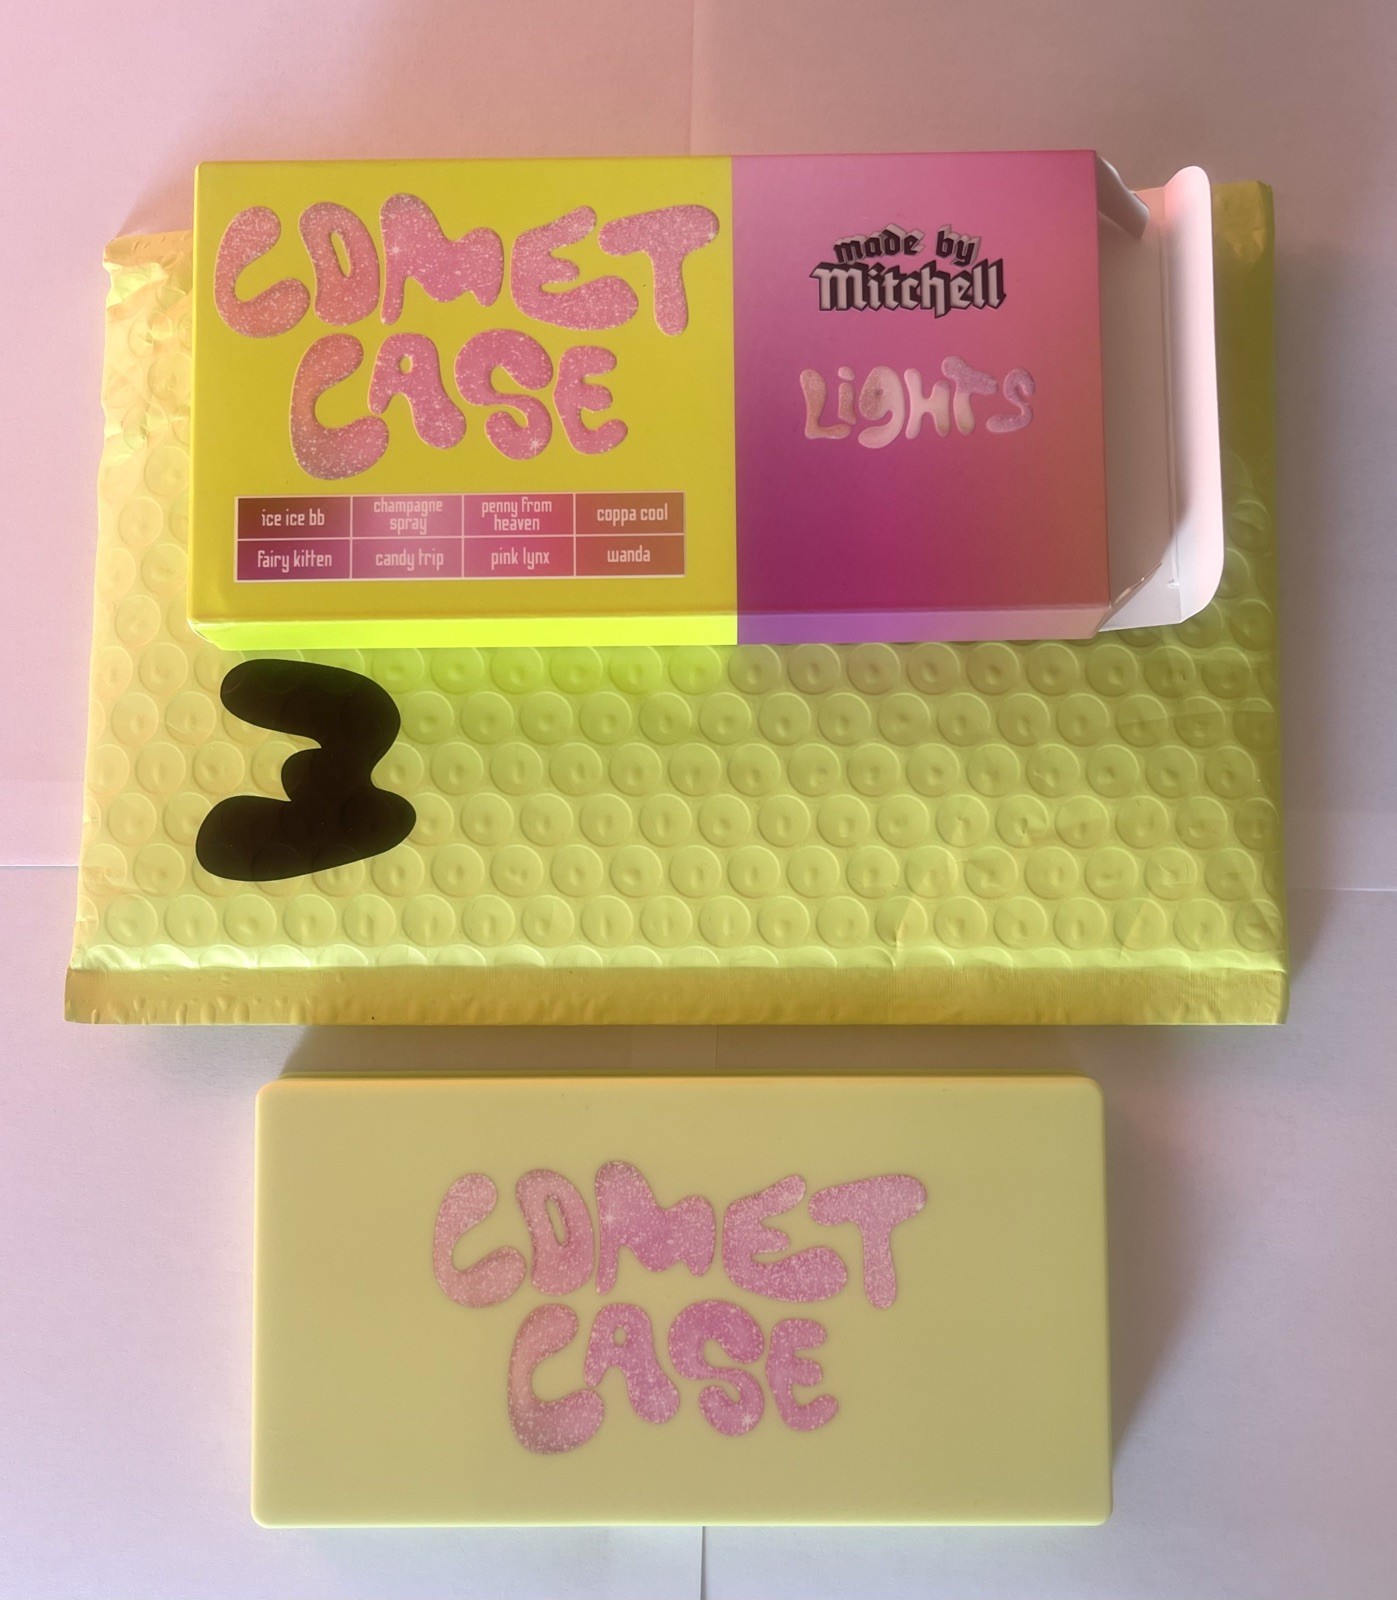 COMET
CASE
made by
Mitchell
LiGHTS
ice ice bb
champagne
spray
penny from
heaven
coppa cool
fairy kitten
candy trip
pink lynx
wanda
COMET
CASE